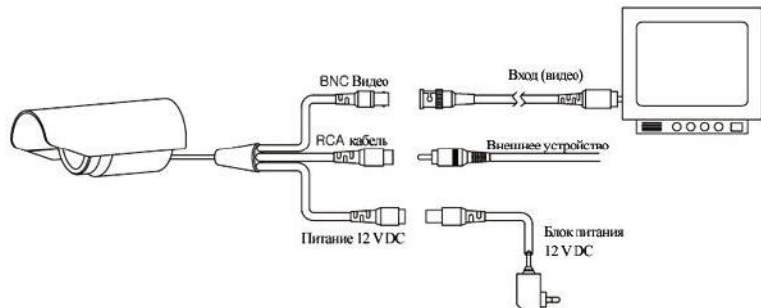 BNC Видео
Вход (видео)
RCA кабель
Внешнее устройство
Питание 12 VDC
Блок питания
12 VDC